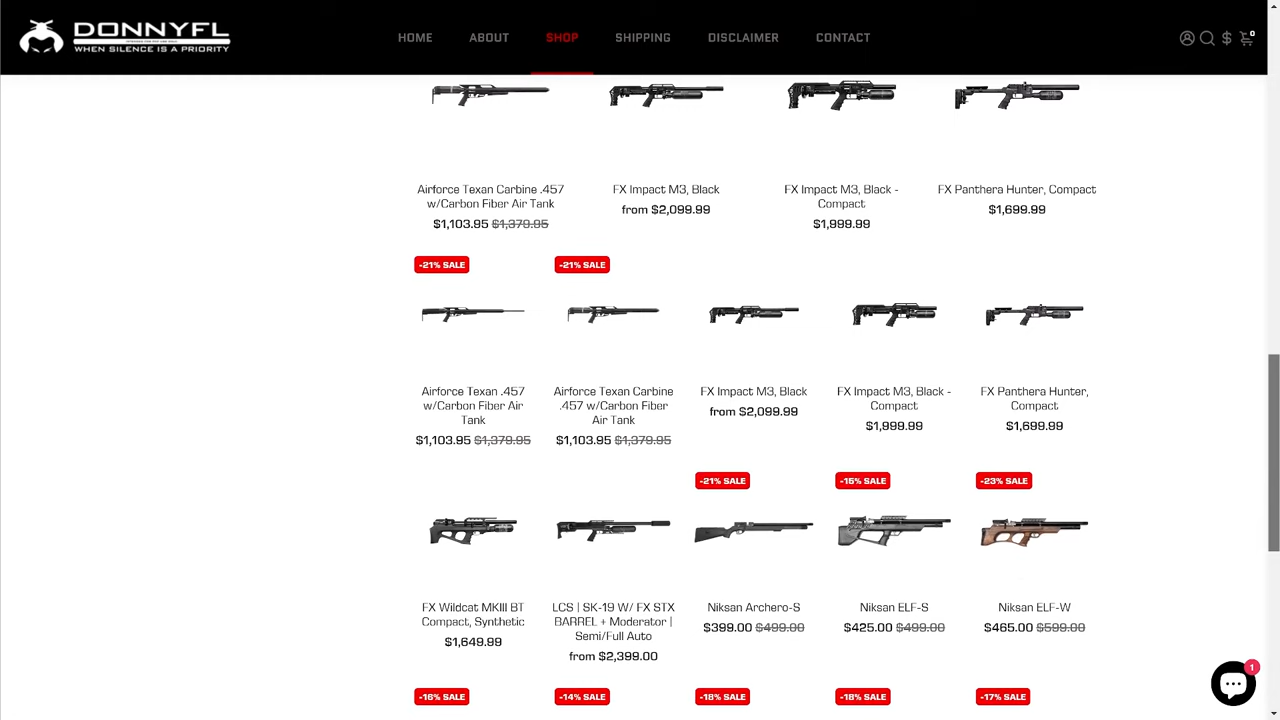 DONNYFL
WHEN SILENCE IS A PRIORITY
HOME ABOUT SHOP SHIPPING DISCLAIMER CONTACT
0
Airforce Texan Carbine .457
w/Carbon Fiber Air Tank
$1,103.95 $1,379.95
FX Impact M3, Black
from $2,099.99
FX Impact M3, Black -
Compact
$1,999.99
FX Panthera Hunter, Compact
$1,699.99
-21% SALE
Airforce Texan .457
w/Carbon Fiber Air
Tank
$1,103.95 $1,379.95
-21% SALE
Airforce Texan Carbine
.457 w/Carbon Fiber
Air Tank
$1,103.95 $1,379.95
FX Impact M3, Black
from $2,099.99
FX Impact M3, Black -
Compact
$1,999.99
FX Panthera Hunter,
Compact
$1,699.99
FX Wildcat MKIII BT
Compact, Synthetic
$1,649.99
LCS | SK-19 W/ FX STX
BARREL + Moderator |
Semi/Full Auto
from $2,399.00
-21% SALE
Niksan Archero-S
$399.00 $499.00
-15% SALE
Niksan ELF-S
$425.00 $499.00
-23% SALE
Niksan ELF-W
$465.00 $599.00
-16% SALE
-14% SALE
-18% SALE
-18% SALE
-17% SALE
1